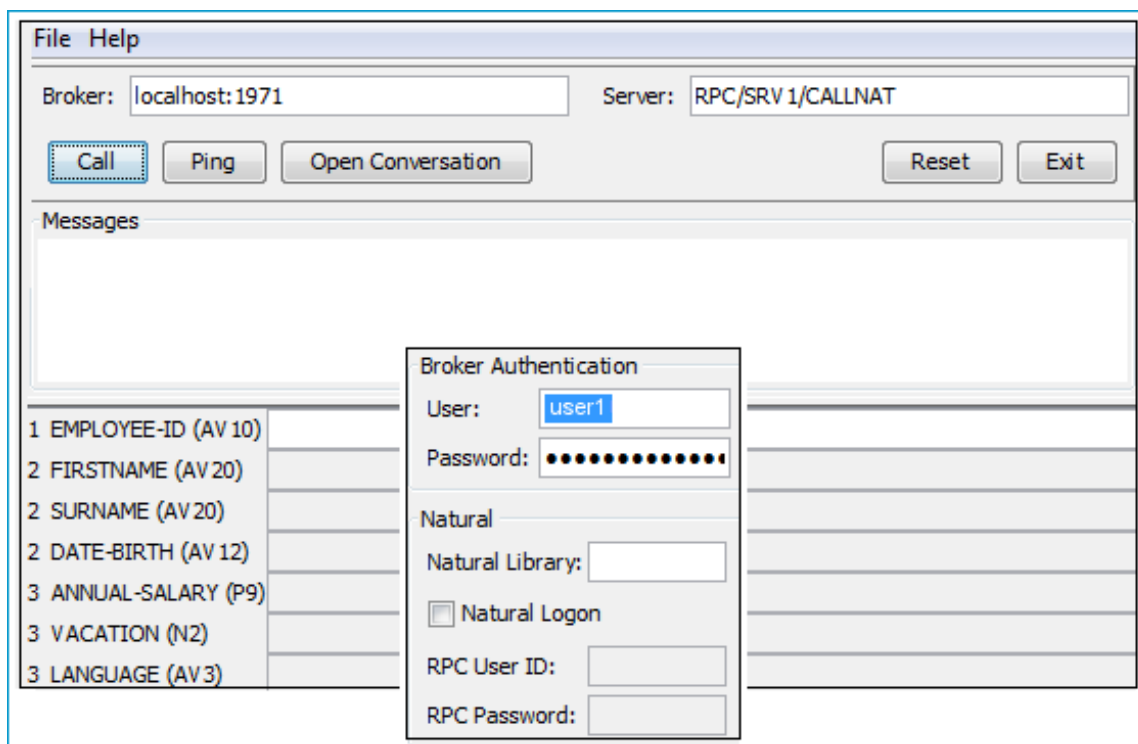 File Help
Broker: localhost:1971 Server: RPC/SRV1/CALLNAT
Call Ping Open Conversation Reset Exit
Messages
1 EMPLOYEE-ID (AV10)
2 FIRSTNAME (AV20)
2 SURNAME (AV20)
2 DATE-BIRTH (AV12)
3 ANNUAL-SALARY (P9)
3 VACATION (N2)
3 LANGUAGE (AV3)
Broker Authentication
User: user1
Password: ●●●●●●●●●●●●●
Natural
Natural Library:
Natural Logon
RPC User ID:
RPC Password: